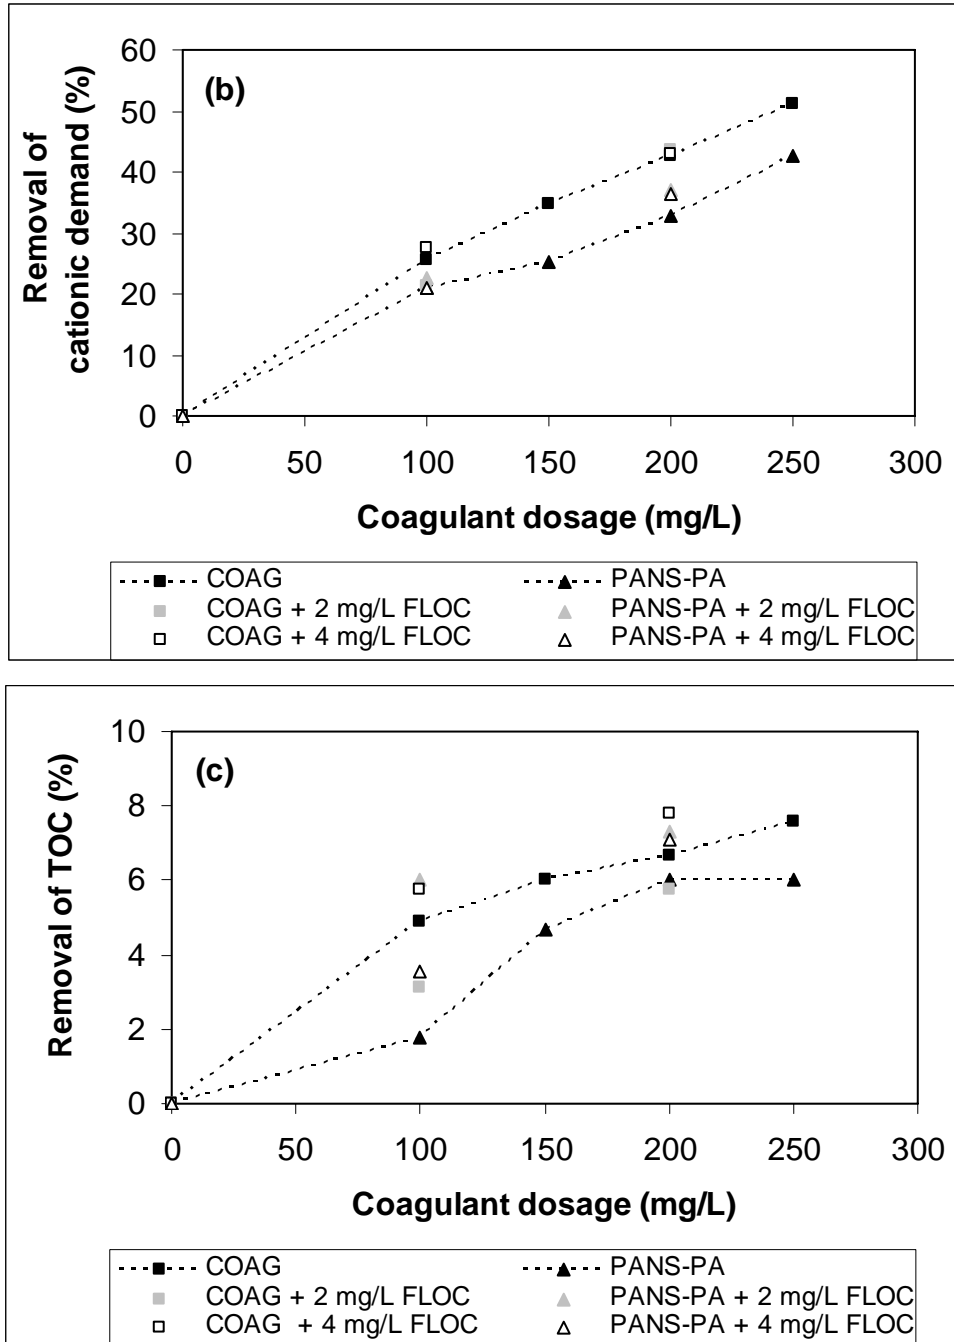 60
50
40
30
20
10
0
(b)
Removal of
cationic demand (%)
0 50 100 150 200 250 300
Coagulant dosage (mg/L)
COAG PANS-PA
COAG + 2 mg/L FLOC PANS-PA + 2 mg/L FLOC
COAG + 4 mg/L FLOC PANS-PA + 4 mg/L FLOC
10
8
6
4
2
0
(c)
Removal of TOC (%)
0 50 100 150 200 250 300
Coagulant dosage (mg/L)
COAG PANS-PA
COAG + 2 mg/L FLOC PANS-PA + 2 mg/L FLOC
COAG + 4 mg/L FLOC PANS-PA + 4 mg/L FLOC